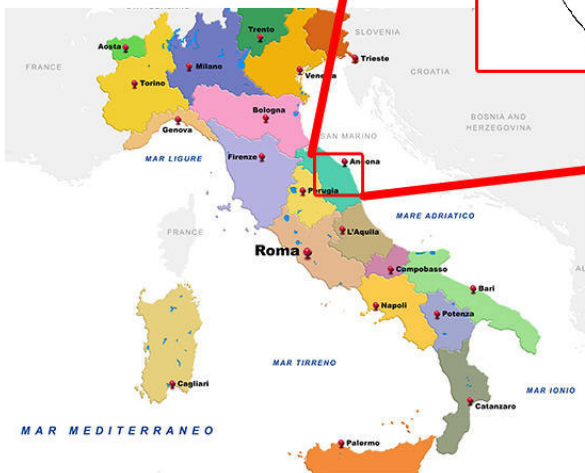 SLOVENIA
Trento
Aosta
Milano
Trieste
FRANCE
Torino
CROATIA
Bologna
BOSNIA AND
HERZEGOVINA
Genova
SAN MARINO
MAR LIGURE
Firenze
Ancona
Perugia
MARE ADRIATICO
FRANCE
L'Aquila
Roma
Campobasso
Bari
Napoli
Potenza
MAR TIRRENO
Cagliari
MAR IONIO
Catanzaro
MAR MEDITERRANEO
Palermo